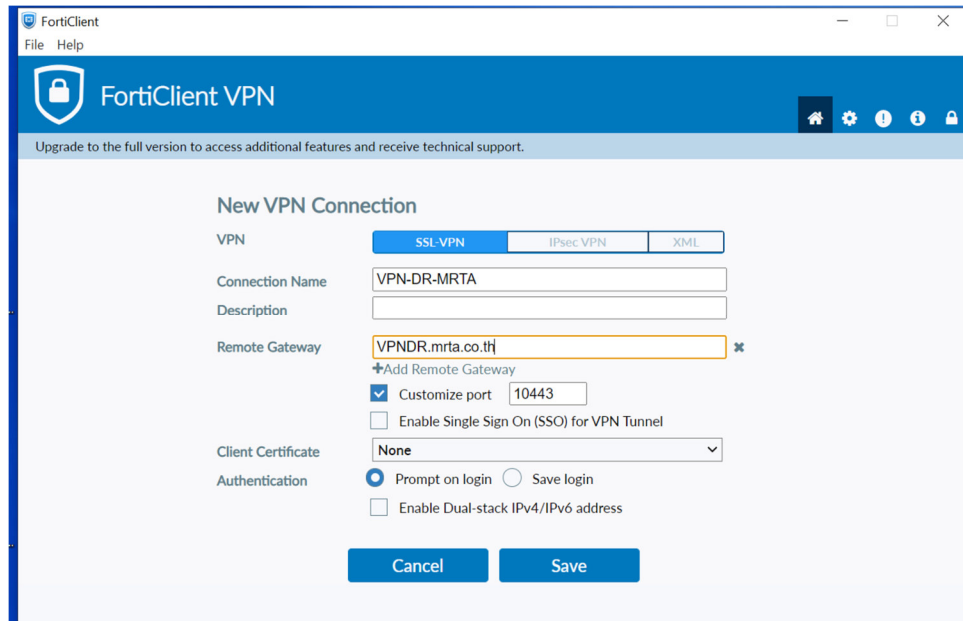 FortiClient
File Help
FortiClient VPN
Upgrade to the full version to access additional features and receive technical support.
New VPN Connection
VPN SSL-VPN IPsec VPN XML
Connection Name VPN-DR-MRTA
Description
Remote Gateway VPNDR.mrta.co.th
+Add Remote Gateway
Customize port 10443
Enable Single Sign On (SSO) for VPN Tunnel
Client Certificate None
Authentication Prompt on login Save login
Enable Dual-stack IPv4/IPv6 address
Cancel Save